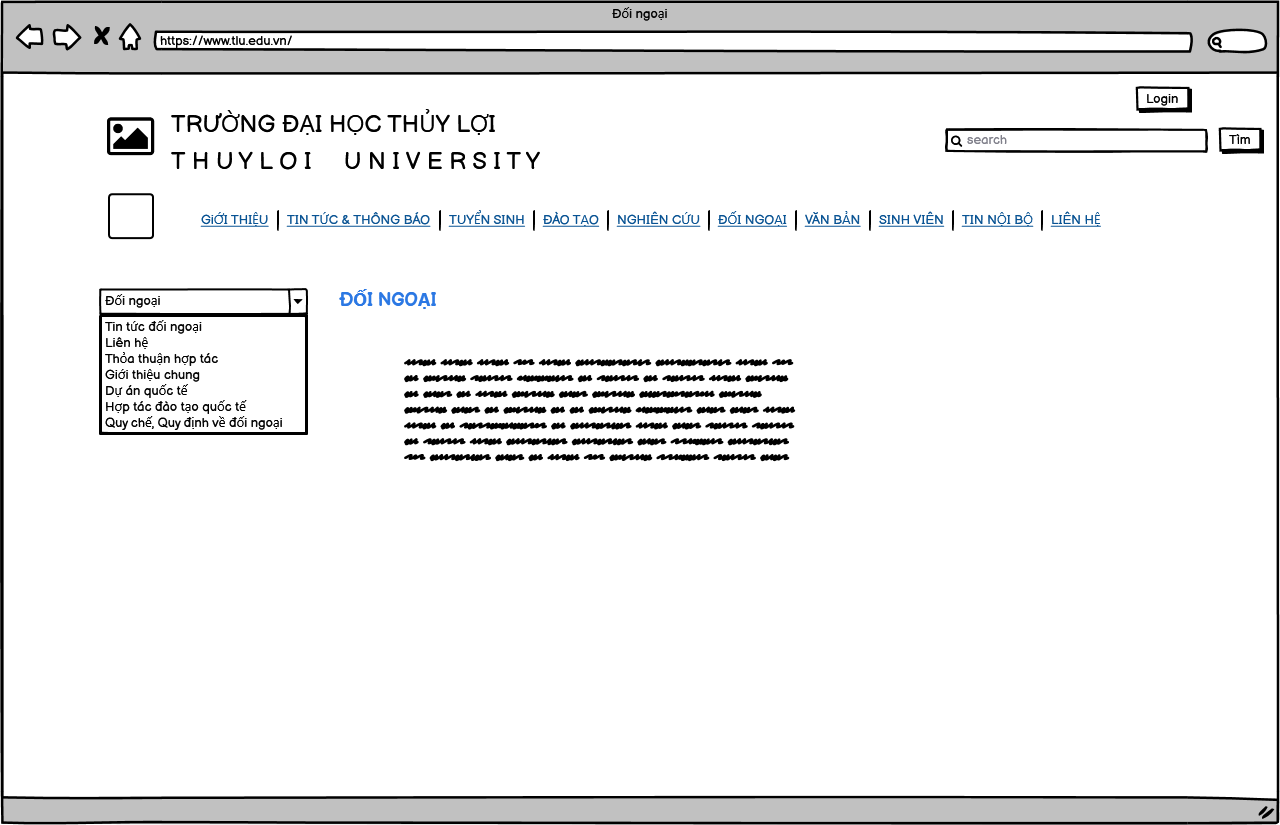 Đối ngoại
https://www.tlu.edu.vn/
Login
TRƯỜNG ĐẠI HỌC THỦY LỢI
THUYLOI UNIVERSITY
search
Tìm
GIỚI THIỆU | TIN TỨC & THÔNG BÁO | TUYỂN SINH | ĐÀO TẠO | NGHIÊN CỨU | ĐỐI NGOẠI | VĂN BẢN | SINH VIÊN | TIN NỘI BỘ | LIÊN HỆ
Đối ngoại
ĐỐI NGOẠI
Tin tức đối ngoại
Liên hệ
Thỏa thuận hợp tác
Giới thiệu chung
Dự án quốc tế
Hợp tác đào tạo quốc tế
Quy chế, Quy định về đối ngoại